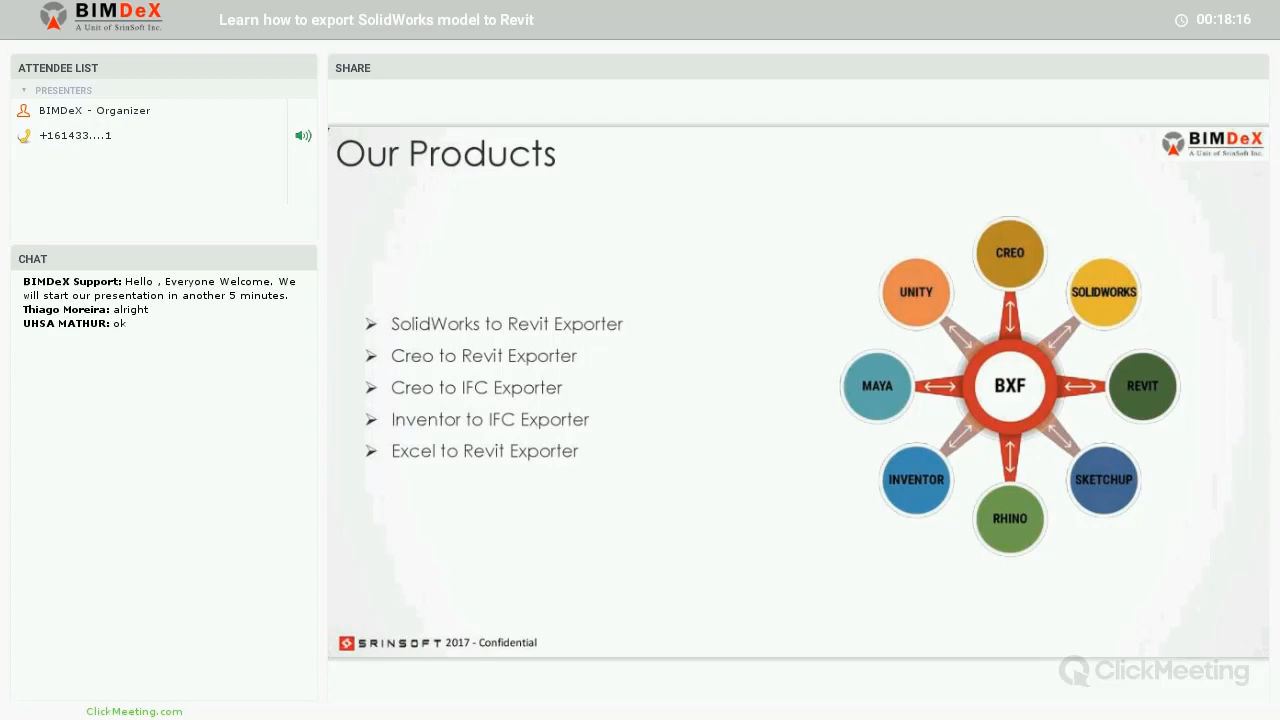 BIMDeX
A Unit of SrinSoft Inc.
Learn how to export SolidWorks model to Revit
00:18:16
ATTENDEE LIST
PRESENTERS
BIMDeX - Organizer
+161433....1
CHAT
BIMDeX Support: Hello , Everyone Welcome. We
will start our presentation in another 5 minutes.
Thiago Moreira: alright
UHSA MATHUR: ok
ClickMeeting.com
SHARE
Our Products
BIMDeX
A Unit of SrinSoft Inc.
SolidWorks to Revit Exporter
Creo to Revit Exporter
Creo to IFC Exporter
Inventor to IFC Exporter
Excel to Revit Exporter
CREO
UNITY
SOLIDWORKS
MAYA
BXF
REVIT
INVENTOR
SKETCHUP
RHINO
SRINSOFT 2017 - Confidential
ClickMeeting